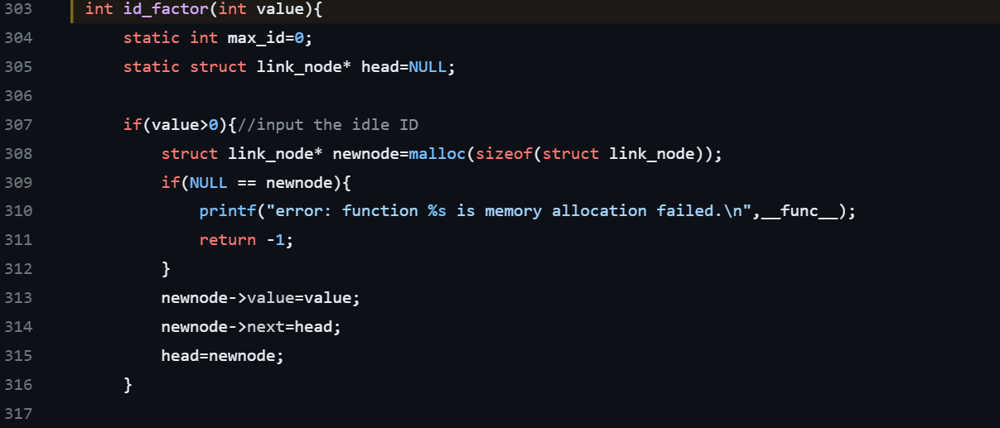 303 int id_factor(int value){
304     static int max_id=0;
305     static struct link_node* head=NULL;
306
307     if(value>0){//input the idle ID
308         struct link_node* newnode=malloc(sizeof(struct link_node));
309         if(NULL == newnode){
310             printf("error: function %s is memory allocation failed.\n",__func__);
311             return -1;
312         }
313         newnode->value=value;
314         newnode->next=head;
315         head=newnode;
316     }
317